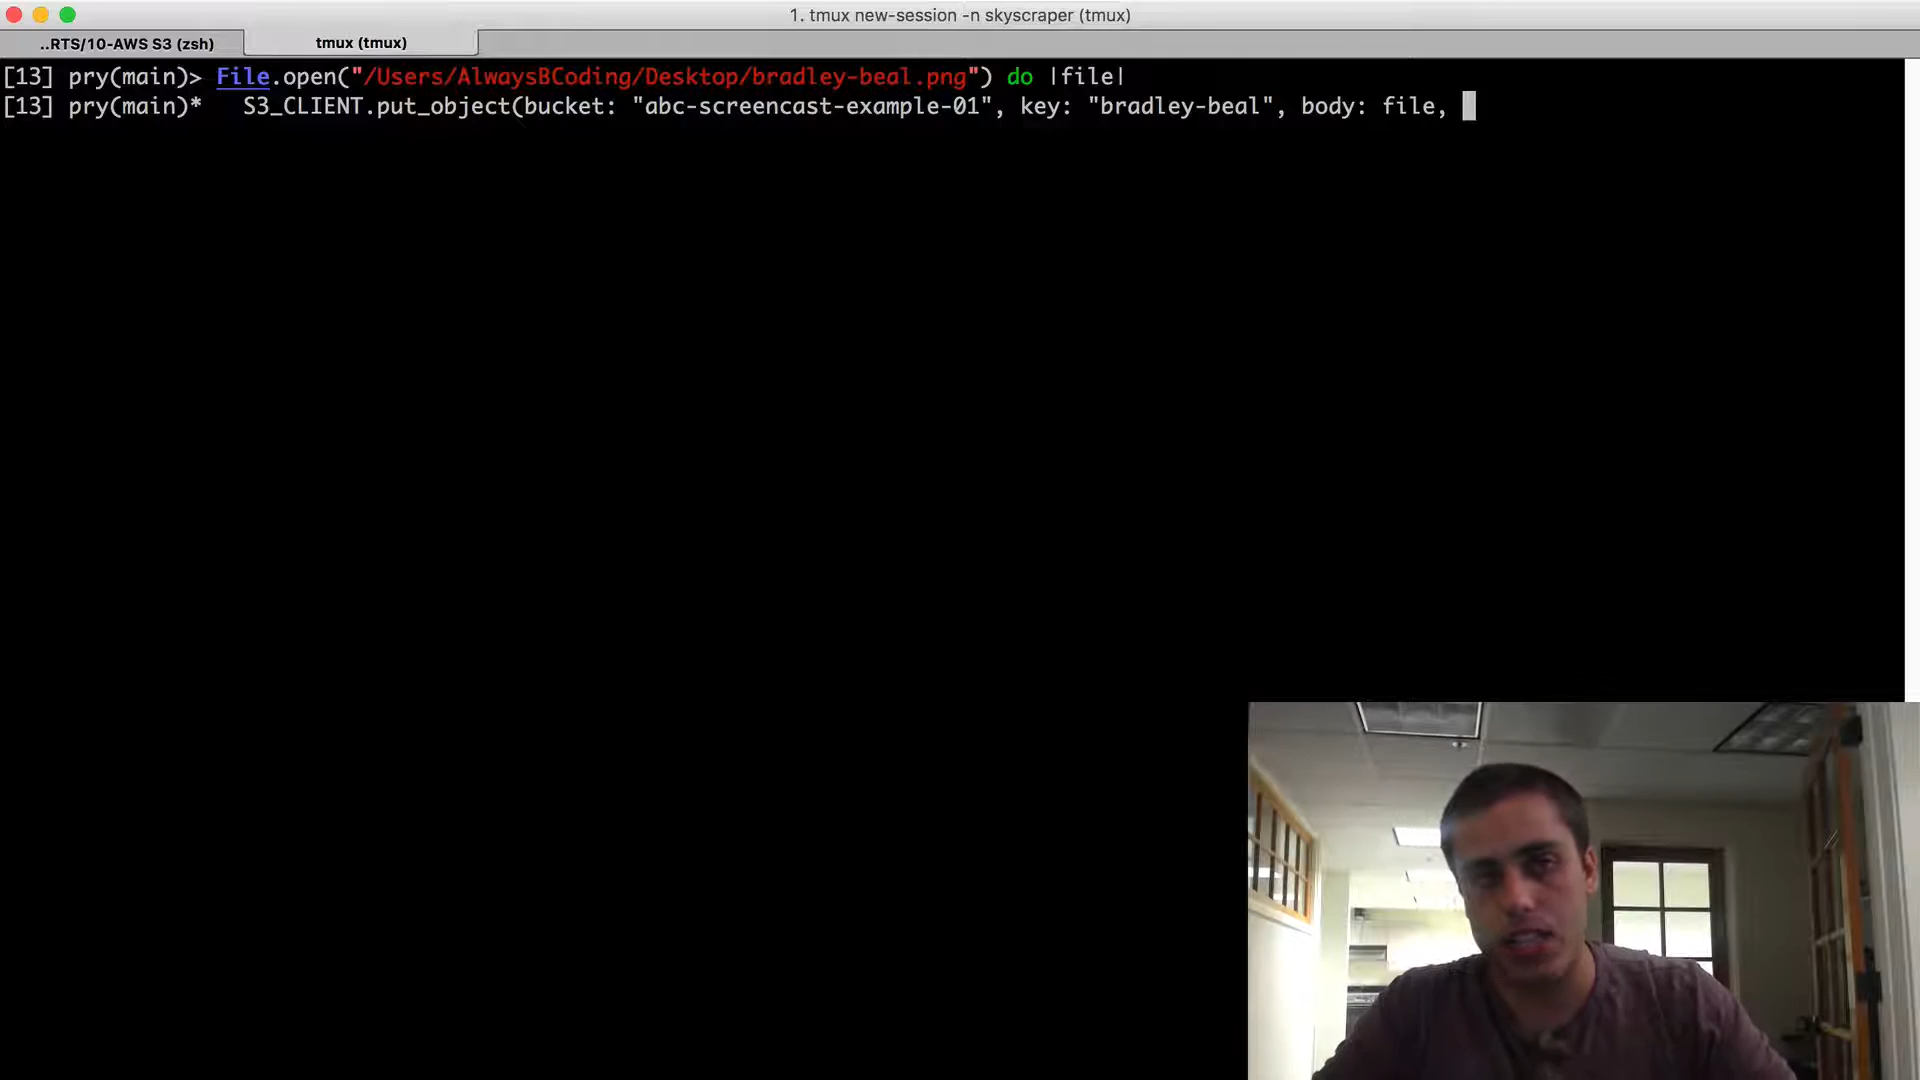 1. tmux new-session -n skyscraper (tmux)
..RTS/10-AWS S3 (zsh)
tmux (tmux)
[13] pry(main)> File.open("/Users/AlwaysBCoding/Desktop/bradley-beal.png") do |file|
[13] pry(main)*   S3_CLIENT.put_object(bucket: "abc-screencast-example-01", key: "bradley-beal", body: file,